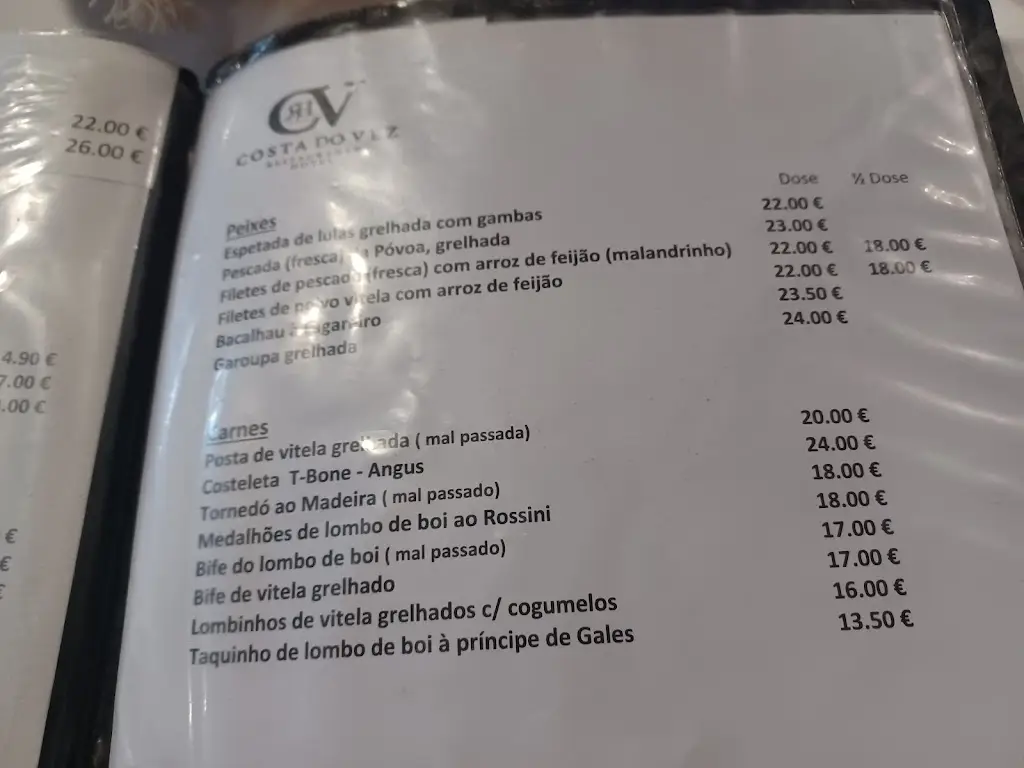 22.00 €
26.00 €
4.90 €
7.00 €
.00 €
€
€
CRIV
COSTA DO VEZ
Dose ½ Dose
Peixes
Espetada de lulas grelhada com gambas 22.00 €
Pescada (fresca) Póvoa, grelhada 23.00 €
Filetes de pescada (fresca) com arroz de feijão (malandrinho) 22.00 € 18.00 €
Filetes de polvo vitela com arroz de feijão 22.00 € 18.00 €
Bacalhau à Lagareiro 23.50 €
Garoupa grelhada 24.00 €
Carnes
Posta de vitela grelhada ( mal passada) 20.00 €
Costeleta T-Bone - Angus 24.00 €
Tornedó ao Madeira ( mal passado) 18.00 €
Medalhões de lombo de boi ao Rossini 18.00 €
Bife do lombo de boi ( mal passado) 17.00 €
Bife de vitela grelhado 17.00 €
Lombinhos de vitela grelhados c/ cogumelos 16.00 €
Taquinho de lombo de boi à príncipe de Gales 13.50 €